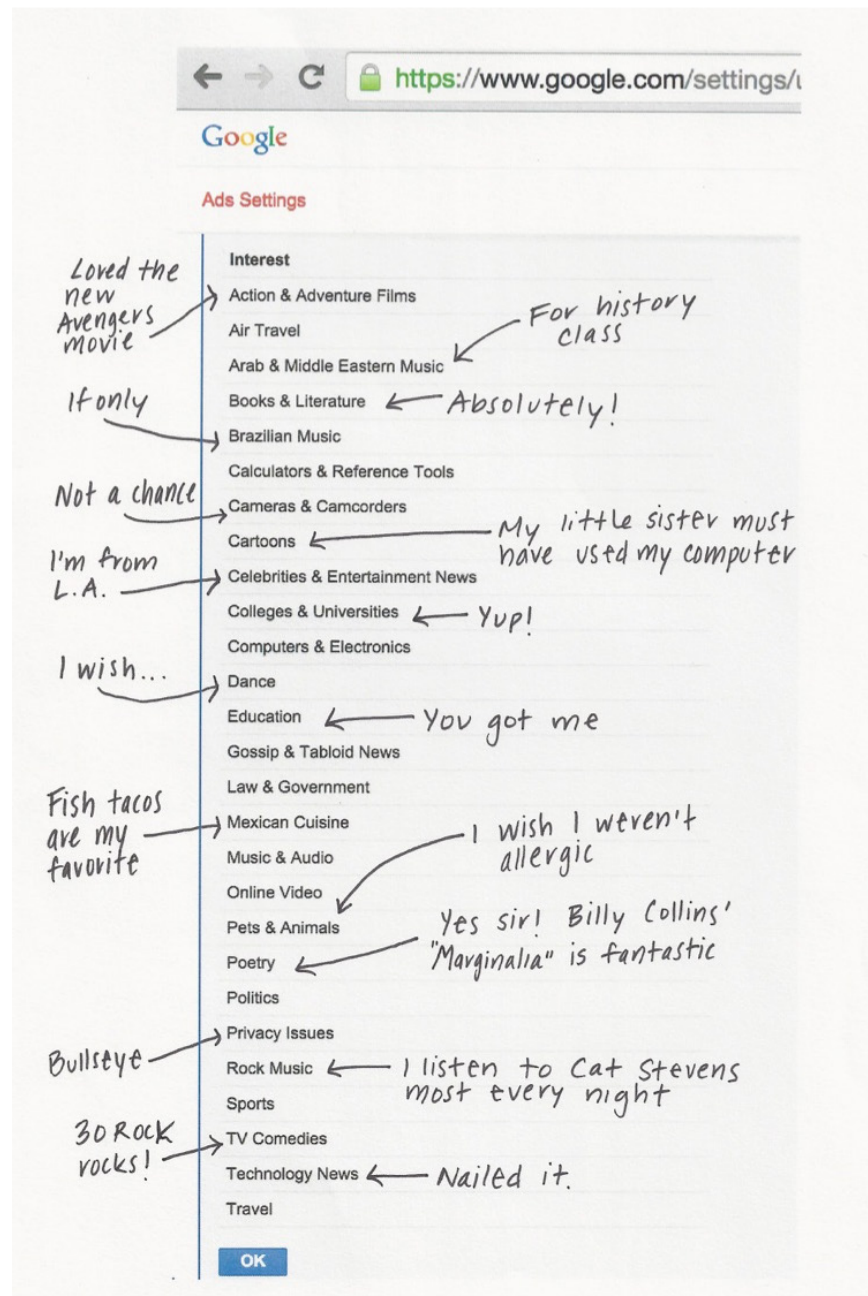 https://www.google.com/settings/u
Google
Ads Settings
Interest
Loved the
new
Avengers
movie
Action & Adventure Films
Air Travel
For history
class
Arab & Middle Eastern Music
If only
Books & Literature
Absolutely!
Brazilian Music
Calculators & Reference Tools
Not a chance
Cameras & Camcorders
Cartoons
My little sister must
have used my computer
I'm from
L.A.
Celebrities & Entertainment News
Colleges & Universities
Yup!
Computers & Electronics
I wish...
Dance
Education
You got me
Gossip & Tabloid News
Law & Government
Fish tacos
are my
favorite
Mexican Cuisine
I wish I weren't
allergic
Music & Audio
Online Video
Pets & Animals
Yes sir! Billy Collins'
"Marginalia" is fantastic
Poetry
Politics
Bullseye
Privacy Issues
Rock Music
I listen to Cat Stevens
most every night
Sports
30 Rock
rocks!
TV Comedies
Technology News
Nailed it.
Travel
OK